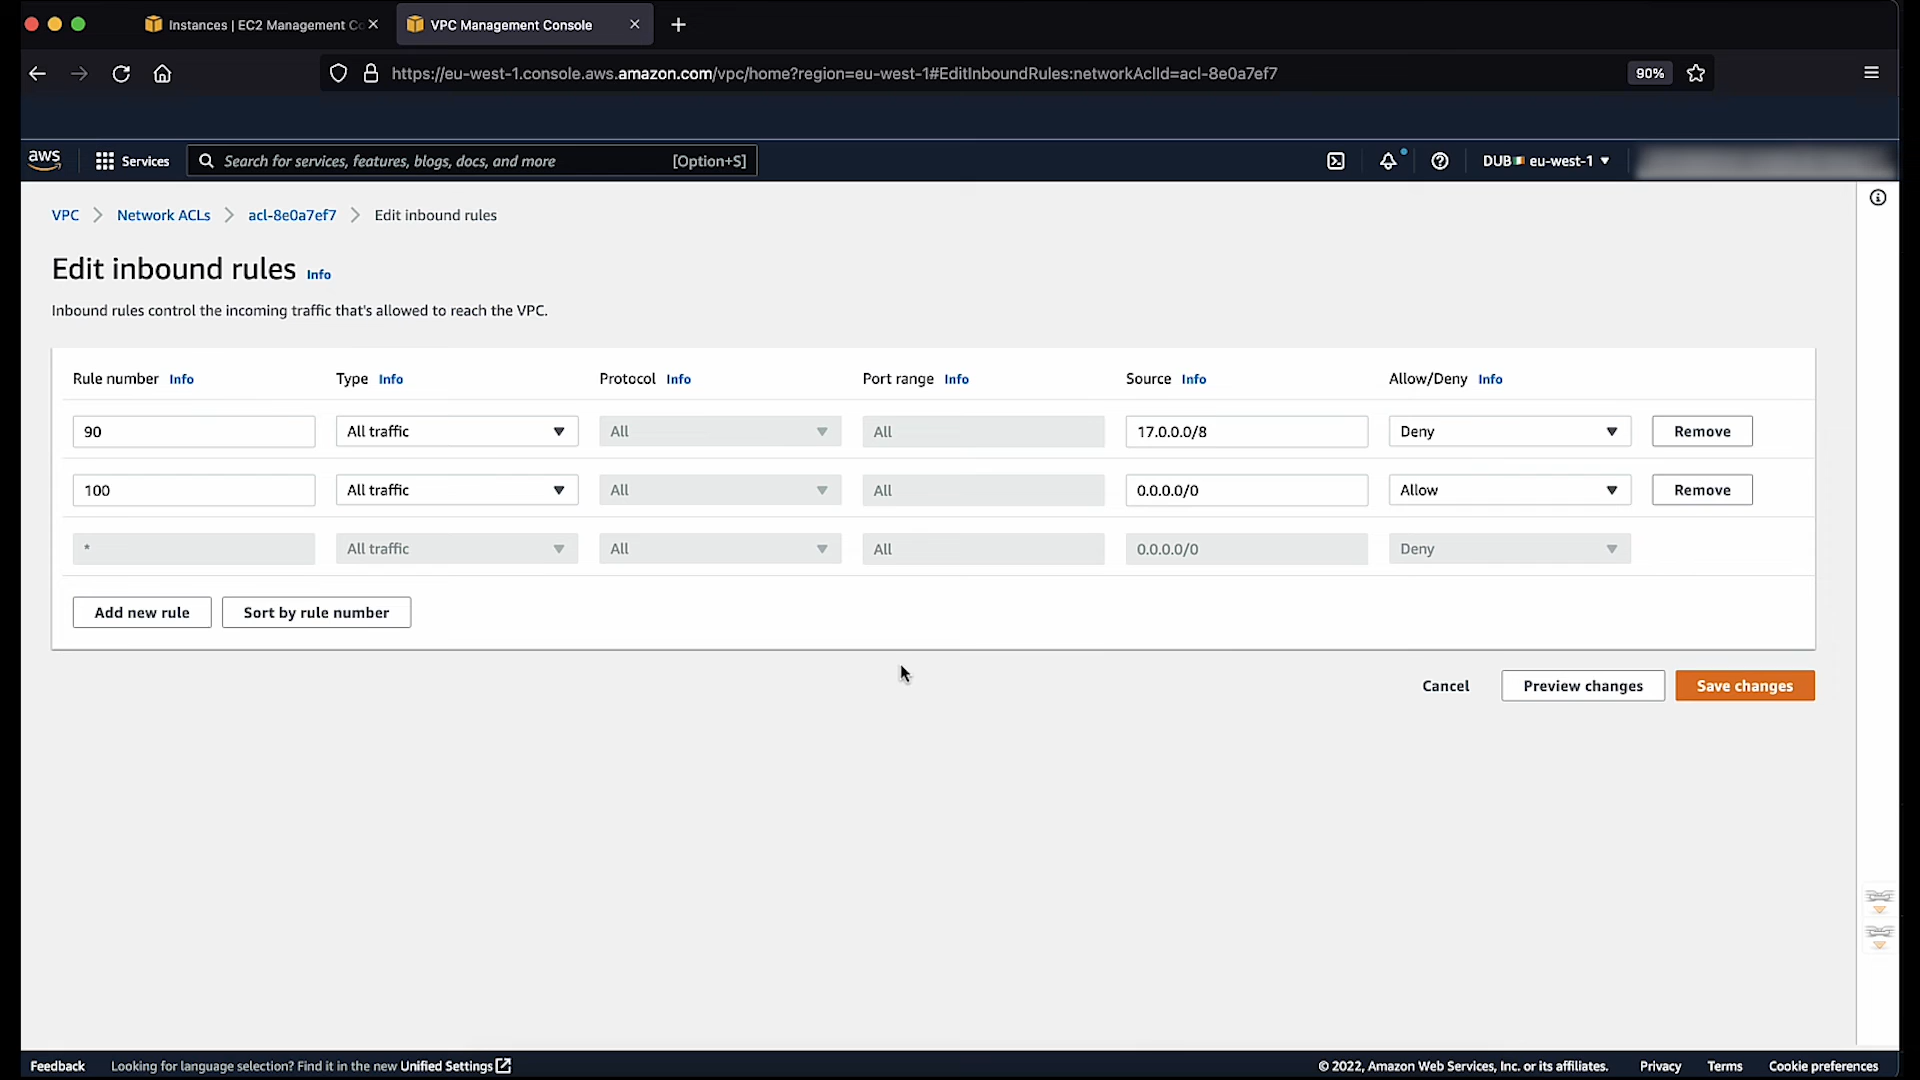 Instances | EC2 Management Co
VPC Management Console
https://eu-west-1.console.aws.amazon.com/vpc/home?region=eu-west-1#EditInboundRules:networkAclId=acl-8e0a7ef7
90%
aws
Services
Search for services, features, blogs, docs, and more
[Option+S]
DUB eu-west-1
VPC
Network ACLs
acl-8e0a7ef7
Edit inbound rules
Edit inbound rules Info
Inbound rules control the incoming traffic that's allowed to reach the VPC.
Rule number Info
Type Info
Protocol Info
Port range Info
Source Info
Allow/Deny Info
90
All traffic
All
All
17.0.0.0/8
Deny
Remove
100
All traffic
All
All
0.0.0.0/0
Allow
Remove
*
All traffic
All
All
0.0.0.0/0
Deny
Add new rule
Sort by rule number
Cancel
Preview changes
Save changes
Feedback
Looking for language selection? Find it in the new Unified Settings
© 2022, Amazon Web Services, Inc. or its affiliates.
Privacy
Terms
Cookie preferences